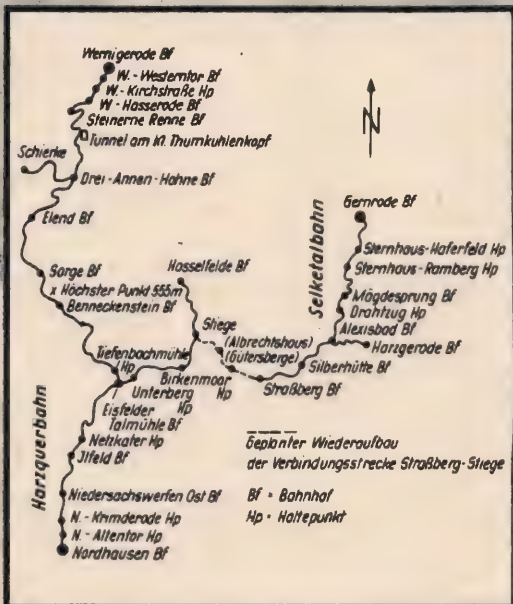 Wernigerode Bf
W.-Westerntor Bf
W.-Kirchstraße Hp
W-Hasserode Bf
Steinerne Renne Bf
Tunnel am Kl. Thumkuhlenkopf
Schierke
Drei-Annen-Hohne Bf
Elend Bf
Sorge Bf
x Höchster Punkt 555m
Benneckenstein Bf
Tiefenbachmühle
Hp
Eisfelder
Talmühle Bf
Unterberg
Hp
Birkenmoor
Hp
Stiege
Hasselfelde Bf
(Albrechtshaus)
(Gütersberge)
Straßberg Bf
Silberhütte Bf
Alexisbad Bf
Harzgerode Bf
Drahtzug Hp
Mägdesprung Bf
Sternhaus-Ramberg Hp
Sternhaus-Haferfeld Hp
Gernrode Bf
Selketalbahn
N
Harzquerbahn
Netzkater Hp
Ilfeld Bf
Niedersachswerfen Ost Bf
N.-Krimderode Hp
N.-Altentor Hp
Nordhausen Bf
Geplanter Wiederaufbau
der Verbindungsstrecke Straßberg-Stiege
Bf = Bahnhof
Hp = Haltepunkt